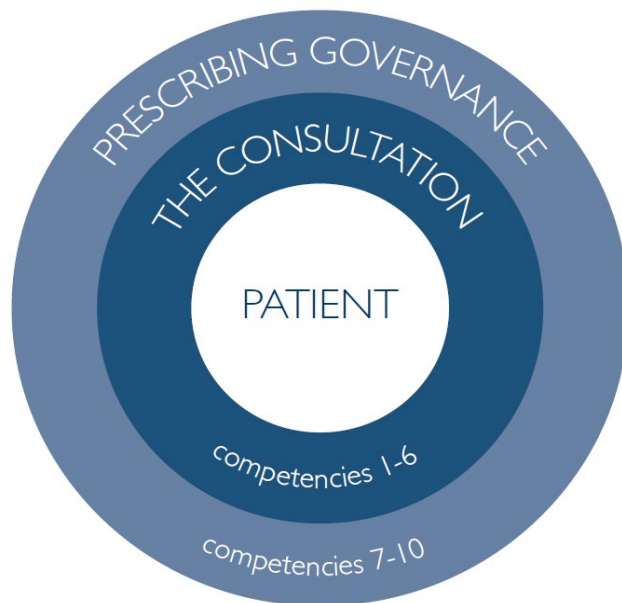 PRESCRIBING GOVERNANCE
THE CONSULTATION
PATIENT
competencies 1-6
competencies 7-10